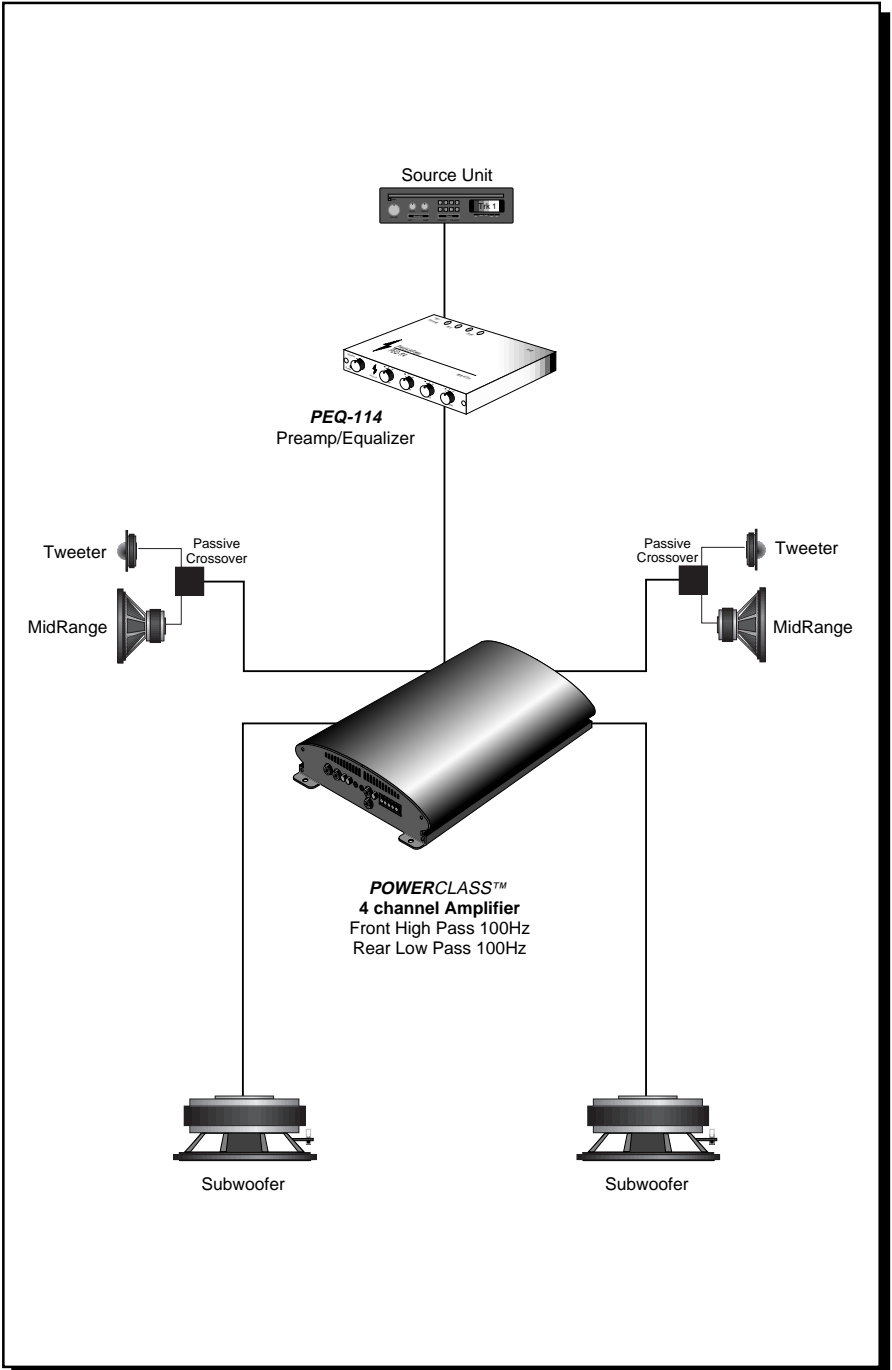 Source Unit
Trk 1
PEQ-114
Preamp/Equalizer
Tweeter
Passive
Crossover
MidRange
Passive
Crossover
Tweeter
MidRange
POWERCLASS™
4 channel Amplifier
Front High Pass 100Hz
Rear Low Pass 100Hz
Subwoofer
Subwoofer